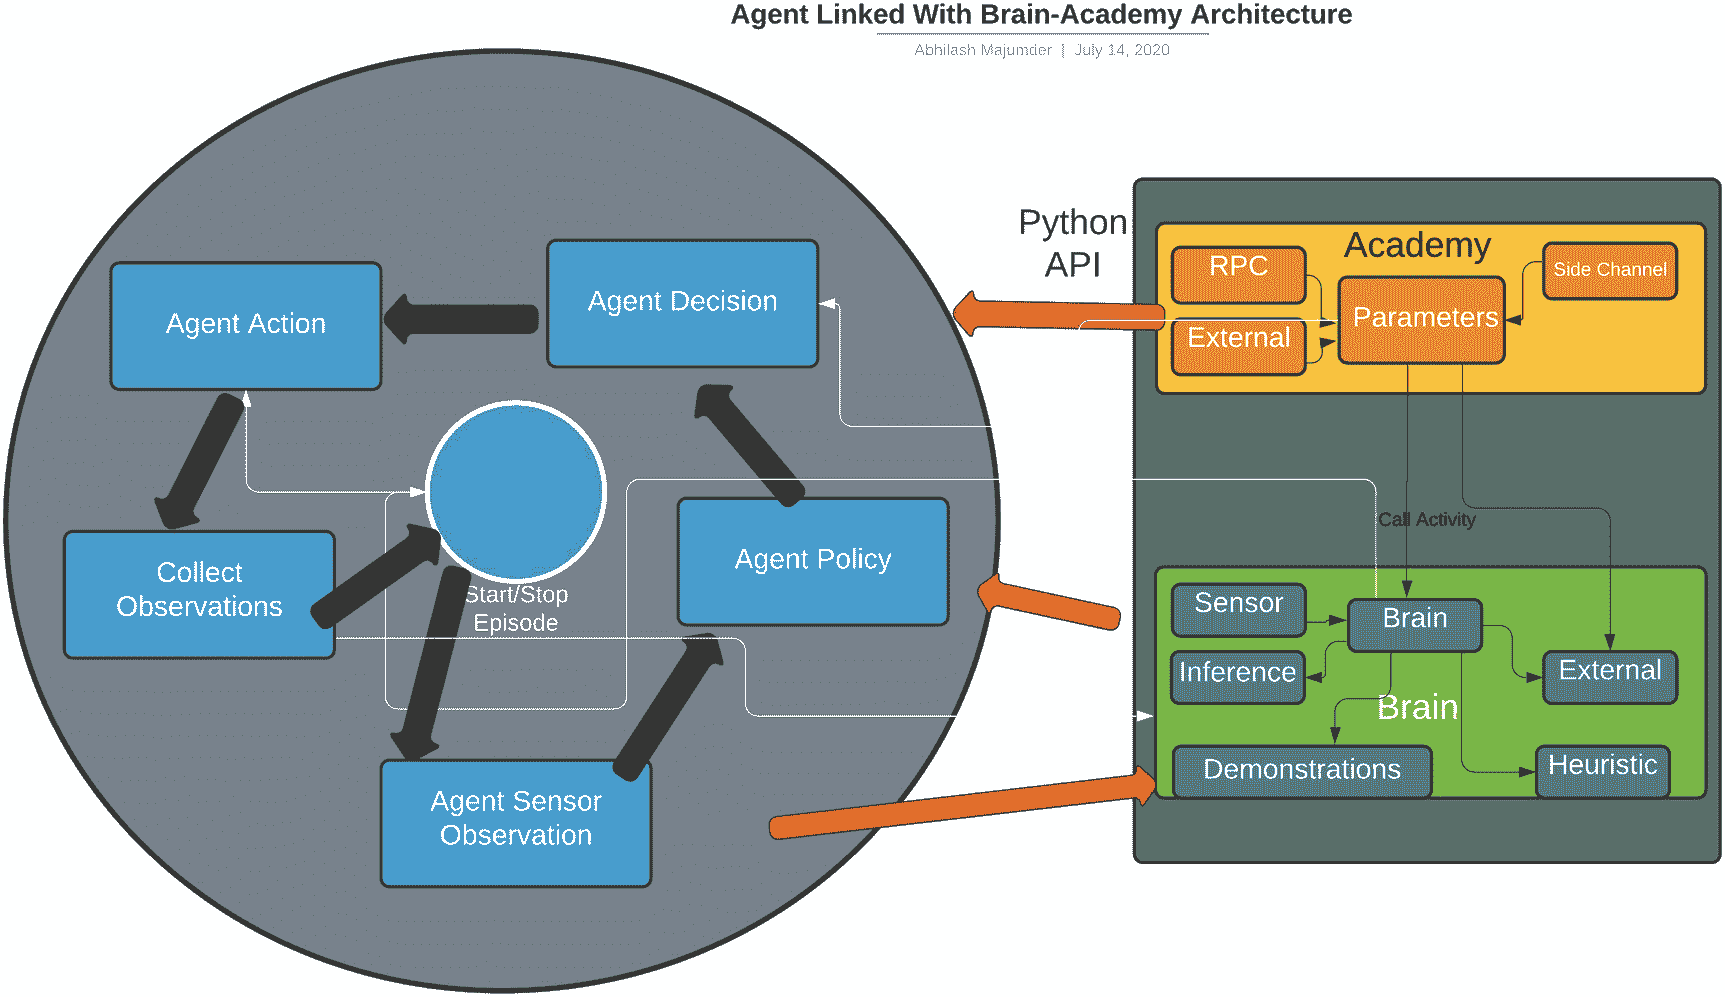 Agent Linked With Brain-Academy Architecture
Abhilash Majumder | July 14, 2020
Python
API
Academy
RPC
Side Channel
Parameters
External
Agent Decision
Agent Action
Call Activity
Agent Policy
Collect
Observations
Start/Stop
Episode
Sensor
Brain
Inference
External
Brain
Demonstrations
Heuristic
Agent Sensor
Observation